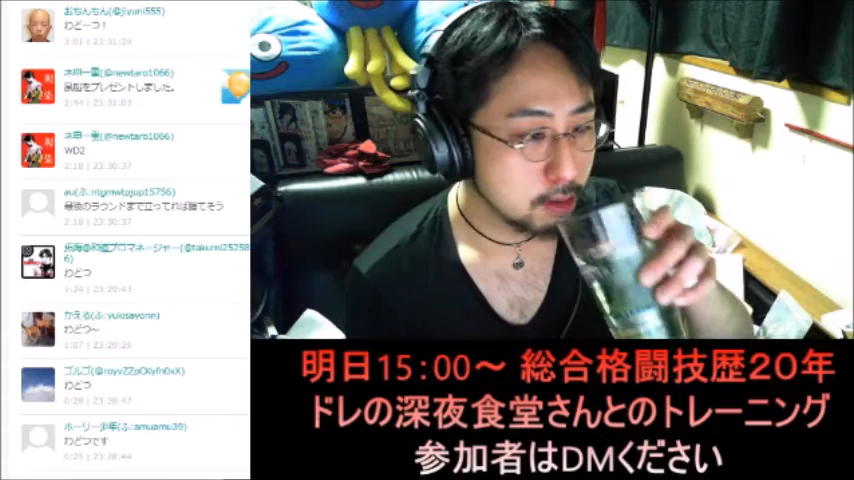 おちんちん(@jiyuni555)
わどーつ！
3:01 | 23:31:20
ネ申一重(@newtaro1066)
風船をプレゼントしました。
2:44 | 23:31:03
ネ申一重(@newtaro1066)
WD2
2:18 | 23:30:37
最後のラウンドまで立ってれば勝てそう
2:18 | 23:30:37
わどつ
1:24 | 23:29:43
かえる(ふ:yukisayonn)
わどつ～
1:07 | 23:29:26
ゴルゴ(@royvZZpCKyfn0xX)
わどつ
0:28 | 23:28:47
ホーリー少年(ふ:amuamu39)
わどつです
0:25 | 23:28:44
明日15:00～ 総合格闘技歴20年
ドレの深夜食堂さんとのトレーニング
参加者はDMください